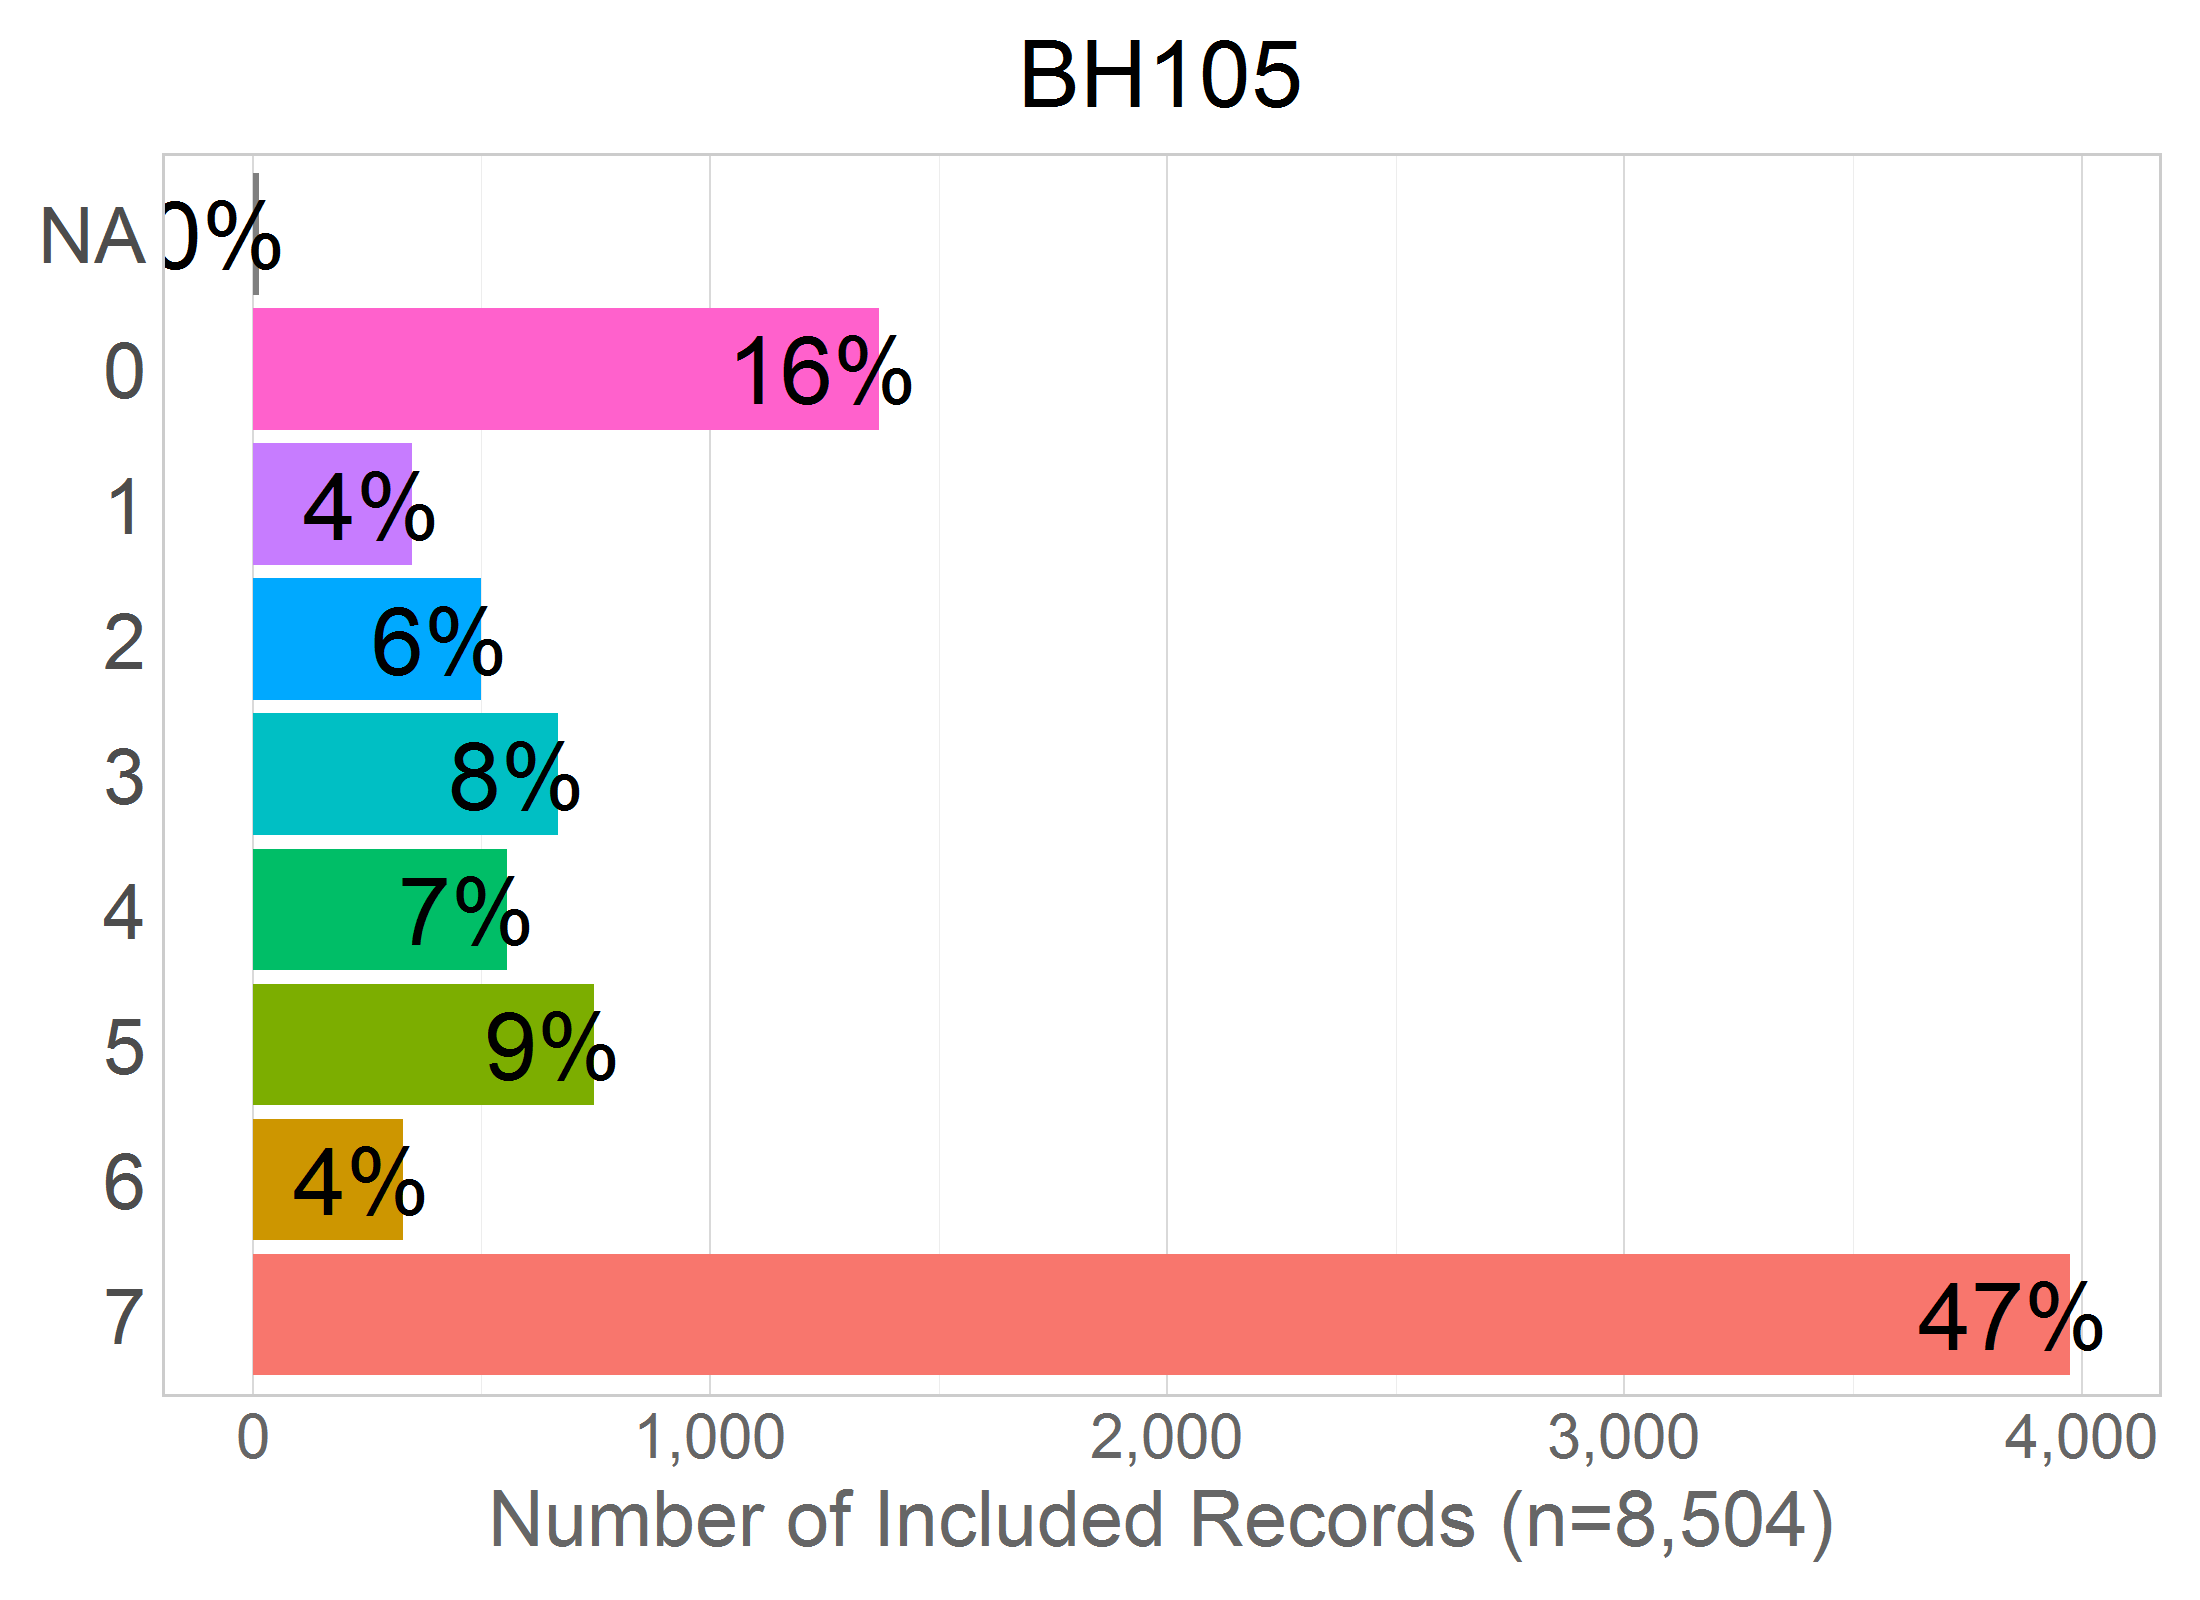 BH105
NA 0%
0 16%
1 4%
2 6%
3 8%
4 7%
5 9%
6 4%
7 47%
0 1,000 2,000 3,000 4,000
Number of Included Records (n=8,504)